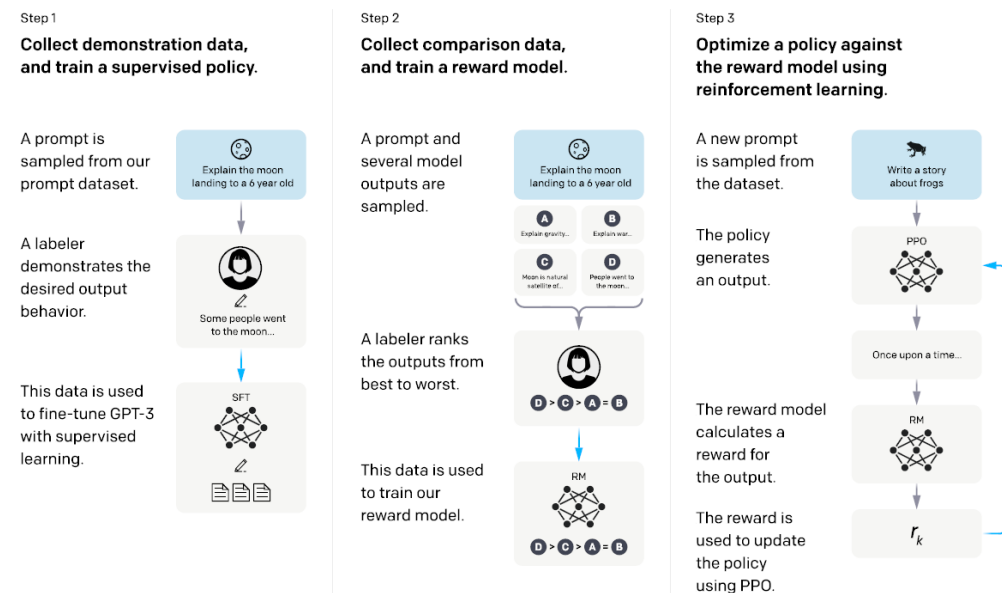 Step 1
Collect demonstration data,
and train a supervised policy.
A prompt is
sampled from our
prompt dataset.
Explain the moon
landing to a 6 year old
A labeler
demonstrates the
desired output
behavior.
Some people went
to the moon...
This data is used
to fine-tune GPT-3
with supervised
learning.
SFT
Step 2
Collect comparison data,
and train a reward model.
A prompt and
several model
outputs are
sampled.
Explain the moon
landing to a 6 year old
A
Explain gravity...
B
Explain war...
C
Moon is natural
satellite of...
D
People went to
the moon...
A labeler ranks
the outputs from
best to worst.
D > C > A = B
This data is used
to train our
reward model.
RM
D > C > A = B
Step 3
Optimize a policy against
the reward model using
reinforcement learning.
A new prompt
is sampled from
the dataset.
Write a story
about frogs
The policy
generates
an output.
PPO
Once upon a time...
The reward model
calculates a
reward for
the output.
RM
The reward is
used to update
the policy
using PPO.
rₖ